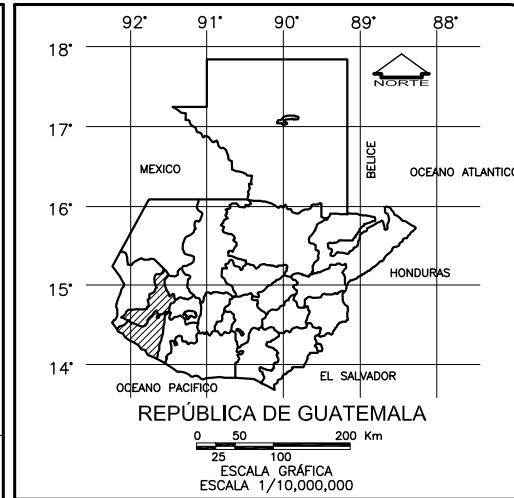 92° 91° 90° 89°
18°
NORTE
17°
MEXICO
BELICE
OCEANO ATLANTICO
16°
HONDURAS
15°
14°
EL SALVADOR
OCEANO PACIFICO
REPÚBLICA DE GUATEMALA
0 50 200 Km
25 100
ESCALA GRÁFICA
ESCALA 1/10,000,000